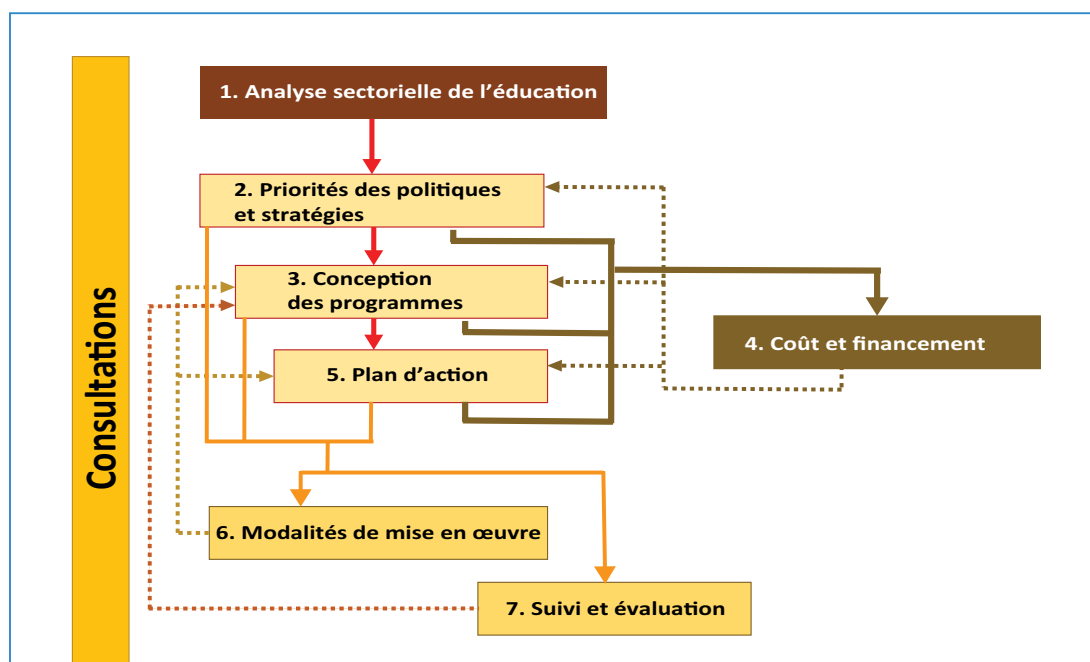 Consultations
1. Analyse sectorielle de l’éducation
2. Priorités des politiques
et stratégies
3. Conception
des programmes
4. Coût et financement
5. Plan d’action
6. Modalités de mise en œuvre
7. Suivi et évaluation